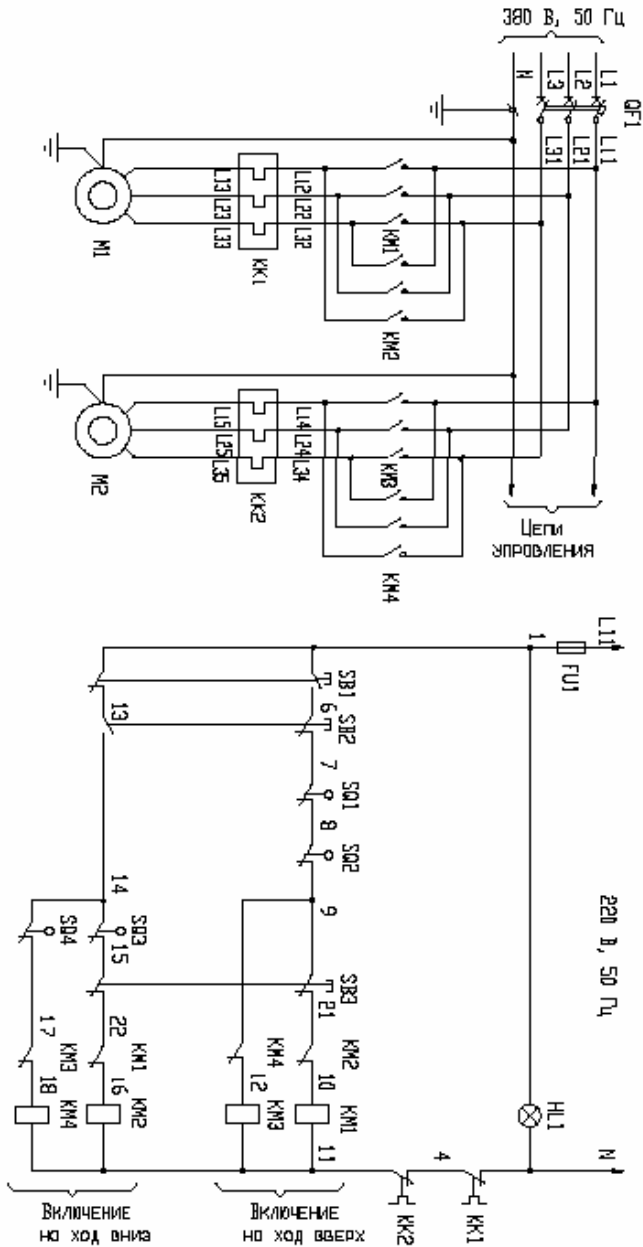 380 В, 50 Гц
L1
L2
L3
N
QF1
L11
L21
L31
L12
L22
L32
L13
L23
L33
KM1
KM2
KK1
M1
L14
L24
L34
L15
L25
L35
KM3
KM4
KK2
M2
Цепи
управления
L11
FU1
1
220 В, 50 Гц
HL1
N
SB1
6
SB2
7
SQ1
8
SQ2
9
SB3
21
KM2
10
KM1
11
KM4
12
KM3
4
KK1
KK2
13
14
SQ3
15
22
KM1
16
KM2
SQ4
17
KM3
18
KM4
Включение
на ход вверх
Включение
на ход вниз